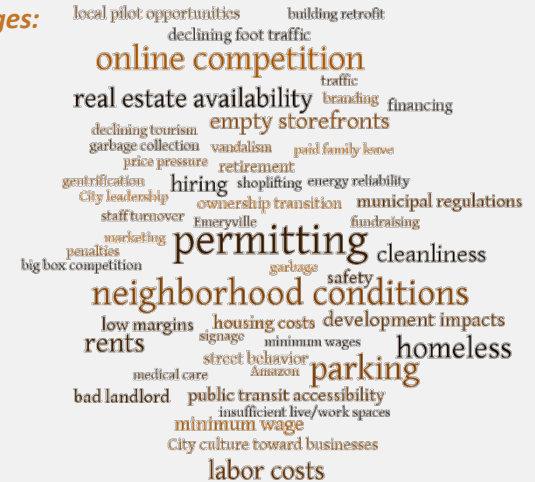 ges:
local pilot opportunities building retrofit
declining foot traffic
online competition
traffic
real estate availability branding financing
declining tourism empty storefronts
garbage collection vandalism paid family leave
price pressure retirement
gentrification hiring shoplifting energy reliability
City leadership ownership transition municipal regulations
staff turnover Emeryville fundraising
marketing permitting cleanliness
penalties
big box competition garbage safety
neighborhood conditions
low margins housing costs development impacts
rents signage minimum wages homeless
street behavior
medical care Amazon parking
bad landlord public transit accessibility
insufficient live/work spaces
minimum wage
City culture toward businesses
labor costs